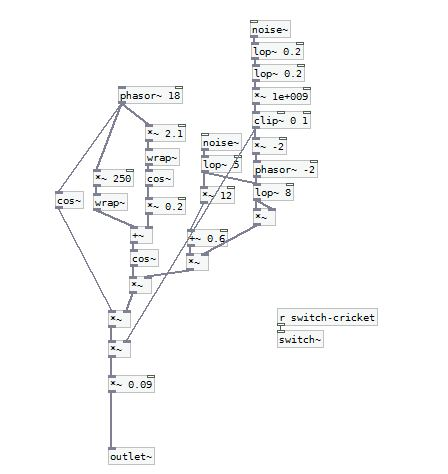 noise~
lop~ 0.2
lop~ 0.2
phasor~ 18
*~ 1e+009
clip~ 0 1
*~ 2.1
noise~
*~ -2
wrap~
lop~ 5
phasor~ -2
*~ 250
cos~
lop~ 8
cos~
wrap~
*~ 0.2
*~ 12
*~
+~
+~ 0.6
cos~
*~
*~
*~
r switch-cricket
switch~
*~
*~ 0.09
outlet~